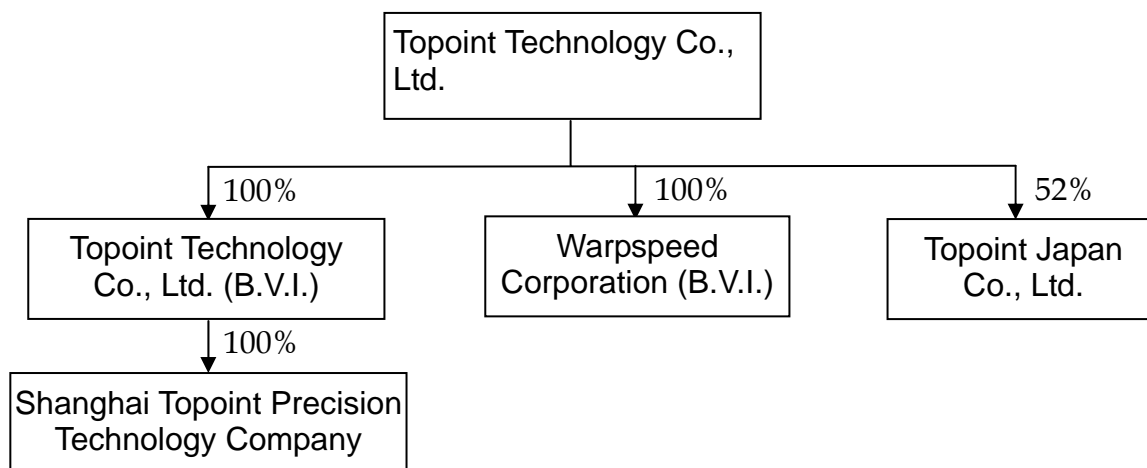 Topoint Technology Co.,
Ltd.
100%
100%
52%
Topoint Technology
Co., Ltd. (B.V.I.)
Warpspeed
Corporation (B.V.I.)
Topoint Japan
Co., Ltd.
100%
Shanghai Topoint Precision
Technology Company